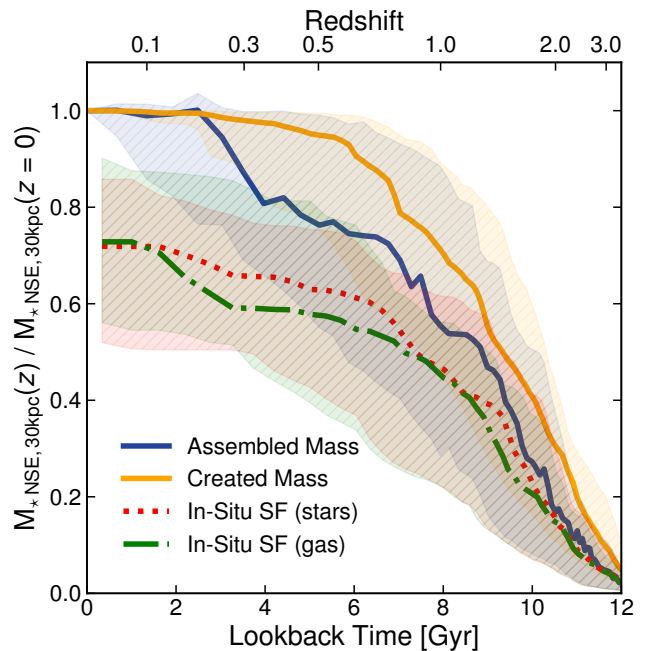 Redshift
0.1 0.3 0.5 1.0 2.0 3.0
M⋆ NSE, 30kpc(z) / M⋆ NSE, 30kpc(z = 0)
1.0
0.8
0.6
0.4
0.2
0.0
Assembled Mass
Created Mass
In-Situ SF (stars)
In-Situ SF (gas)
0 2 4 6 8 10 12
Lookback Time [Gyr]